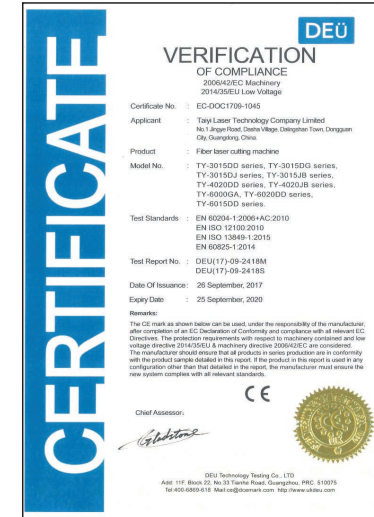 CERTIFICATE
DEÜ
VERIFICATION
OF COMPLIANCE
2006/42/EC Machinery
2014/35/EU Low Voltage
Certificate No. : EC-DOC1709-1045
Applicant : Taiyi Laser Technology Company Limited
No.1 Jingye Road, Dasha Village, Dalingshan Town, Dongguan
City, Guangdong, China.
Product : Fiber laser cutting machine
Model No. : TY-3015DD series, TY-3015DG series,
TY-3015DJ series, TY-3015JB series,
TY-4020DD series, TY-4020JB series,
TY-6000GA, TY-6020DD series,
TY-6015DD series.
Test Standards : EN 60204-1:2006+AC:2010
EN ISO 12100:2010
EN ISO 13849-1:2015
EN 60825-1:2014
Test Report No. : DEU(17)-09-2418M
DEU(17)-09-2418S
Date Of Issuance : 26 September, 2017
Expiry Date : 25 September, 2020
Remarks:
The CE mark as shown below can be used, under the responsibility of the manufacturer,
after completion of an EC Declaration of Conformity and compliance with all relevant EC
Directives. The protection requirements with respect to machinery contained and low
voltage directive 2014/35/EU & machinery directive 2006/42/EC are considered.
The manufacturer should ensure that all products in series production are in conformity
with the product sample detailed in this report. If the product in this report is used in any
configuration other than that detailed in the report, the manufacturer must ensure the
new system complies with all relevant standards.
CE
Chief Assessor:
DEU Technology Testing Co., LTD
Add: 11F, Block 22, No.33 Tianhe Road, Guangzhou, PRC. 510075
Tel:400-6869-618 Mail:ce@dcemark.com http://www.ukdeu.com